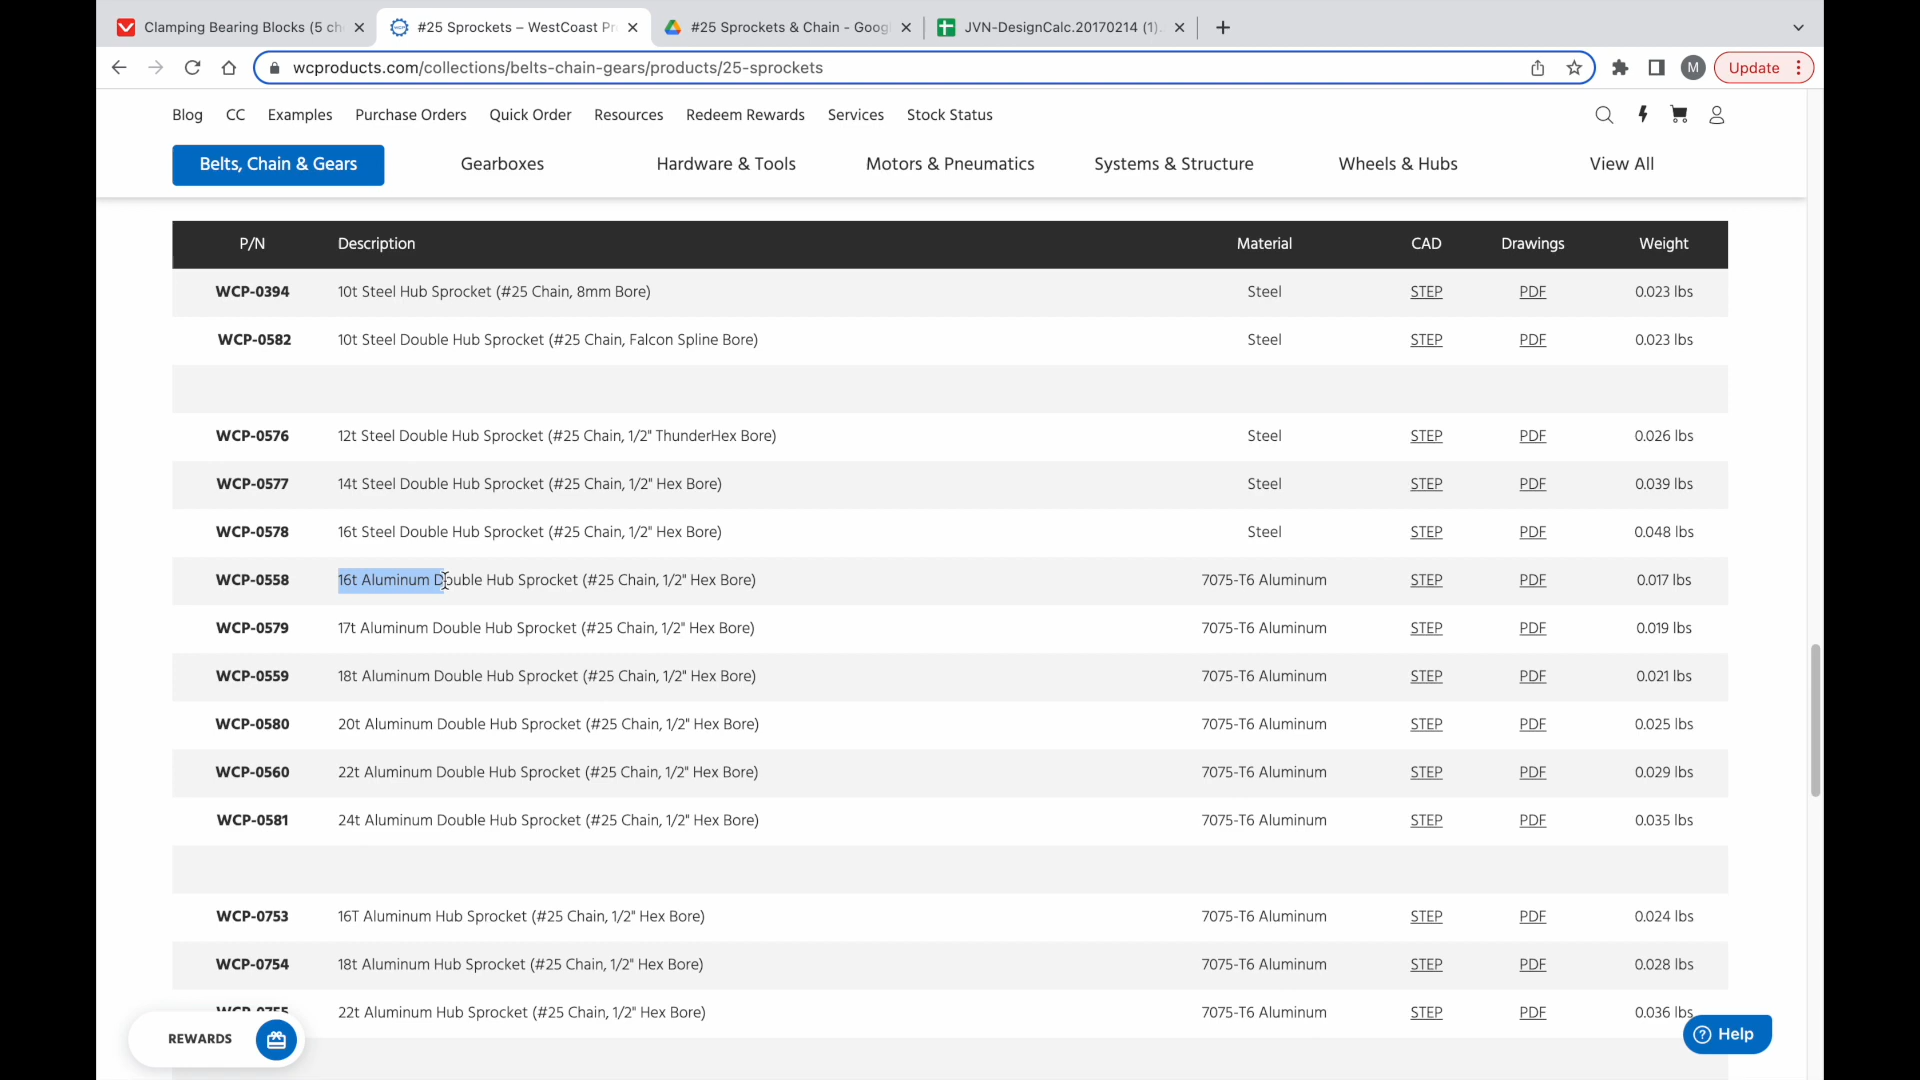 Clamping Bearing Blocks (5 ch
#25 Sprockets – WestCoast Pr
#25 Sprockets & Chain - Goog
JVN-DesignCalc.20170214 (1).
wcproducts.com/collections/belts-chain-gears/products/25-sprockets
M
Update
Blog CC Examples Purchase Orders Quick Order Resources Redeem Rewards Services Stock Status
Belts, Chain & Gears Gearboxes Hardware & Tools Motors & Pneumatics Systems & Structure Wheels & Hubs View All
P/N Description Material CAD Drawings Weight
WCP-0394 10t Steel Hub Sprocket (#25 Chain, 8mm Bore) Steel STEP PDF 0.023 lbs
WCP-0582 10t Steel Double Hub Sprocket (#25 Chain, Falcon Spline Bore) Steel STEP PDF 0.023 lbs
WCP-0576 12t Steel Double Hub Sprocket (#25 Chain, 1/2" ThunderHex Bore) Steel STEP PDF 0.026 lbs
WCP-0577 14t Steel Double Hub Sprocket (#25 Chain, 1/2" Hex Bore) Steel STEP PDF 0.039 lbs
WCP-0578 16t Steel Double Hub Sprocket (#25 Chain, 1/2" Hex Bore) Steel STEP PDF 0.048 lbs
WCP-0558 16t Aluminum Double Hub Sprocket (#25 Chain, 1/2" Hex Bore) 7075-T6 Aluminum STEP PDF 0.017 lbs
WCP-0579 17t Aluminum Double Hub Sprocket (#25 Chain, 1/2" Hex Bore) 7075-T6 Aluminum STEP PDF 0.019 lbs
WCP-0559 18t Aluminum Double Hub Sprocket (#25 Chain, 1/2" Hex Bore) 7075-T6 Aluminum STEP PDF 0.021 lbs
WCP-0580 20t Aluminum Double Hub Sprocket (#25 Chain, 1/2" Hex Bore) 7075-T6 Aluminum STEP PDF 0.025 lbs
WCP-0560 22t Aluminum Double Hub Sprocket (#25 Chain, 1/2" Hex Bore) 7075-T6 Aluminum STEP PDF 0.029 lbs
WCP-0581 24t Aluminum Double Hub Sprocket (#25 Chain, 1/2" Hex Bore) 7075-T6 Aluminum STEP PDF 0.035 lbs
WCP-0753 16T Aluminum Hub Sprocket (#25 Chain, 1/2" Hex Bore) 7075-T6 Aluminum STEP PDF 0.024 lbs
WCP-0754 18t Aluminum Hub Sprocket (#25 Chain, 1/2" Hex Bore) 7075-T6 Aluminum STEP PDF 0.028 lbs
WCP-0755 22t Aluminum Hub Sprocket (#25 Chain, 1/2" Hex Bore) 7075-T6 Aluminum STEP PDF 0.036 lbs
REWARDS
Help